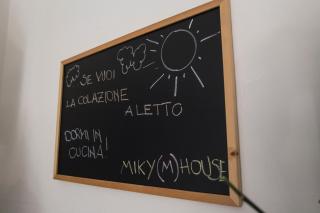 SE VUOI
LA COLAZIONE
A LETTO
DORMI IN
CUCINA!
MIKY(M)HOUSE